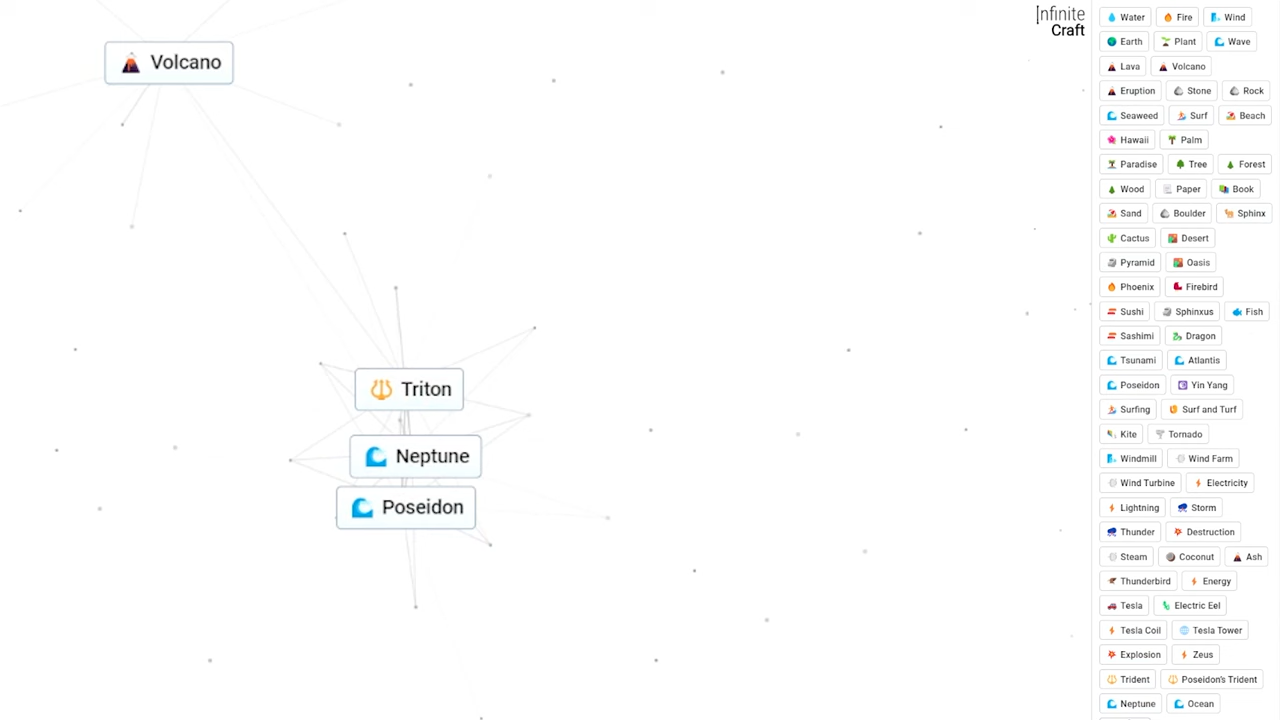 Infinite
Craft
Volcano
Triton
Neptune
Poseidon
Water Fire Wind
Earth Plant Wave
Lava Volcano
Eruption Stone Rock
Seaweed Surf Beach
Hawaii Palm
Paradise Tree Forest
Wood Paper Book
Sand Boulder Sphinx
Cactus Desert
Pyramid Oasis
Phoenix Firebird
Sushi Sphinxus Fish
Sashimi Dragon
Tsunami Atlantis
Poseidon Yin Yang
Surfing Surf and Turf
Kite Tornado
Windmill Wind Farm
Wind Turbine Electricity
Lightning Storm
Thunder Destruction
Steam Coconut Ash
Thunderbird Energy
Tesla Electric Eel
Tesla Coil Tesla Tower
Explosion Zeus
Trident Poseidon's Trident
Neptune Ocean